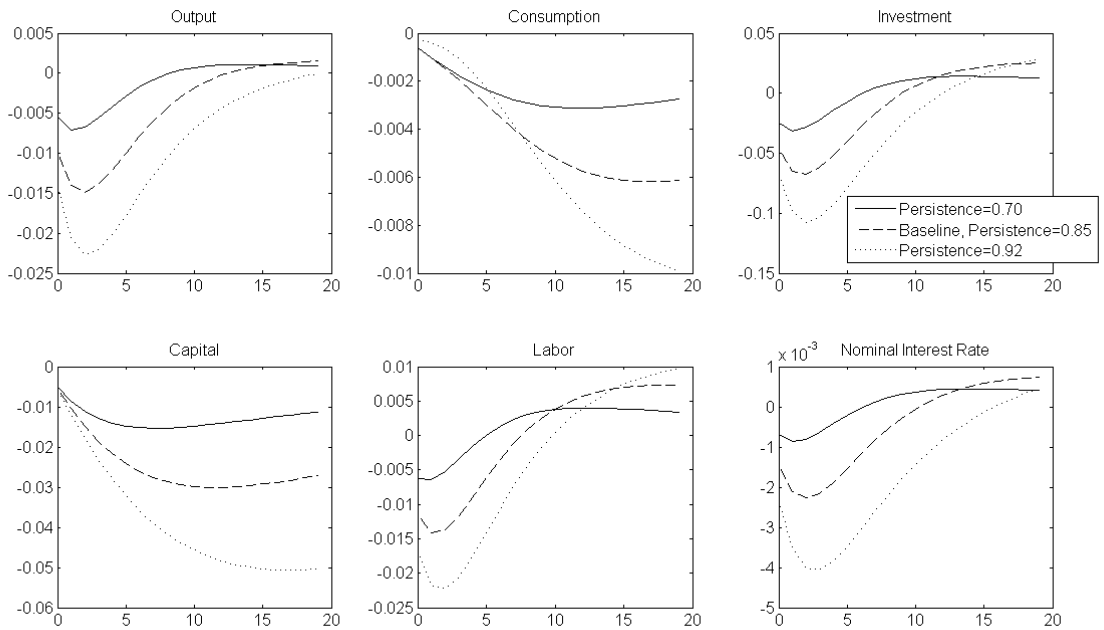 Output
0.005
0
-0.005
-0.01
-0.015
-0.02
-0.025
0 5 10 15 20
Consumption
0
-0.002
-0.004
-0.006
-0.008
-0.01
0 5 10 15 20
Investment
0.05
0
-0.05
-0.1
-0.15
0 5 10 15 20
Persistence=0.70
Baseline, Persistence=0.85
Persistence=0.92
Capital
0
-0.01
-0.02
-0.03
-0.04
-0.05
-0.06
0 5 10 15 20
Labor
0.01
0.005
0
-0.005
-0.01
-0.015
-0.02
-0.025
0 5 10 15 20
Nominal Interest Rate
x 10^-3
1
0
-1
-2
-3
-4
-5
0 5 10 15 20